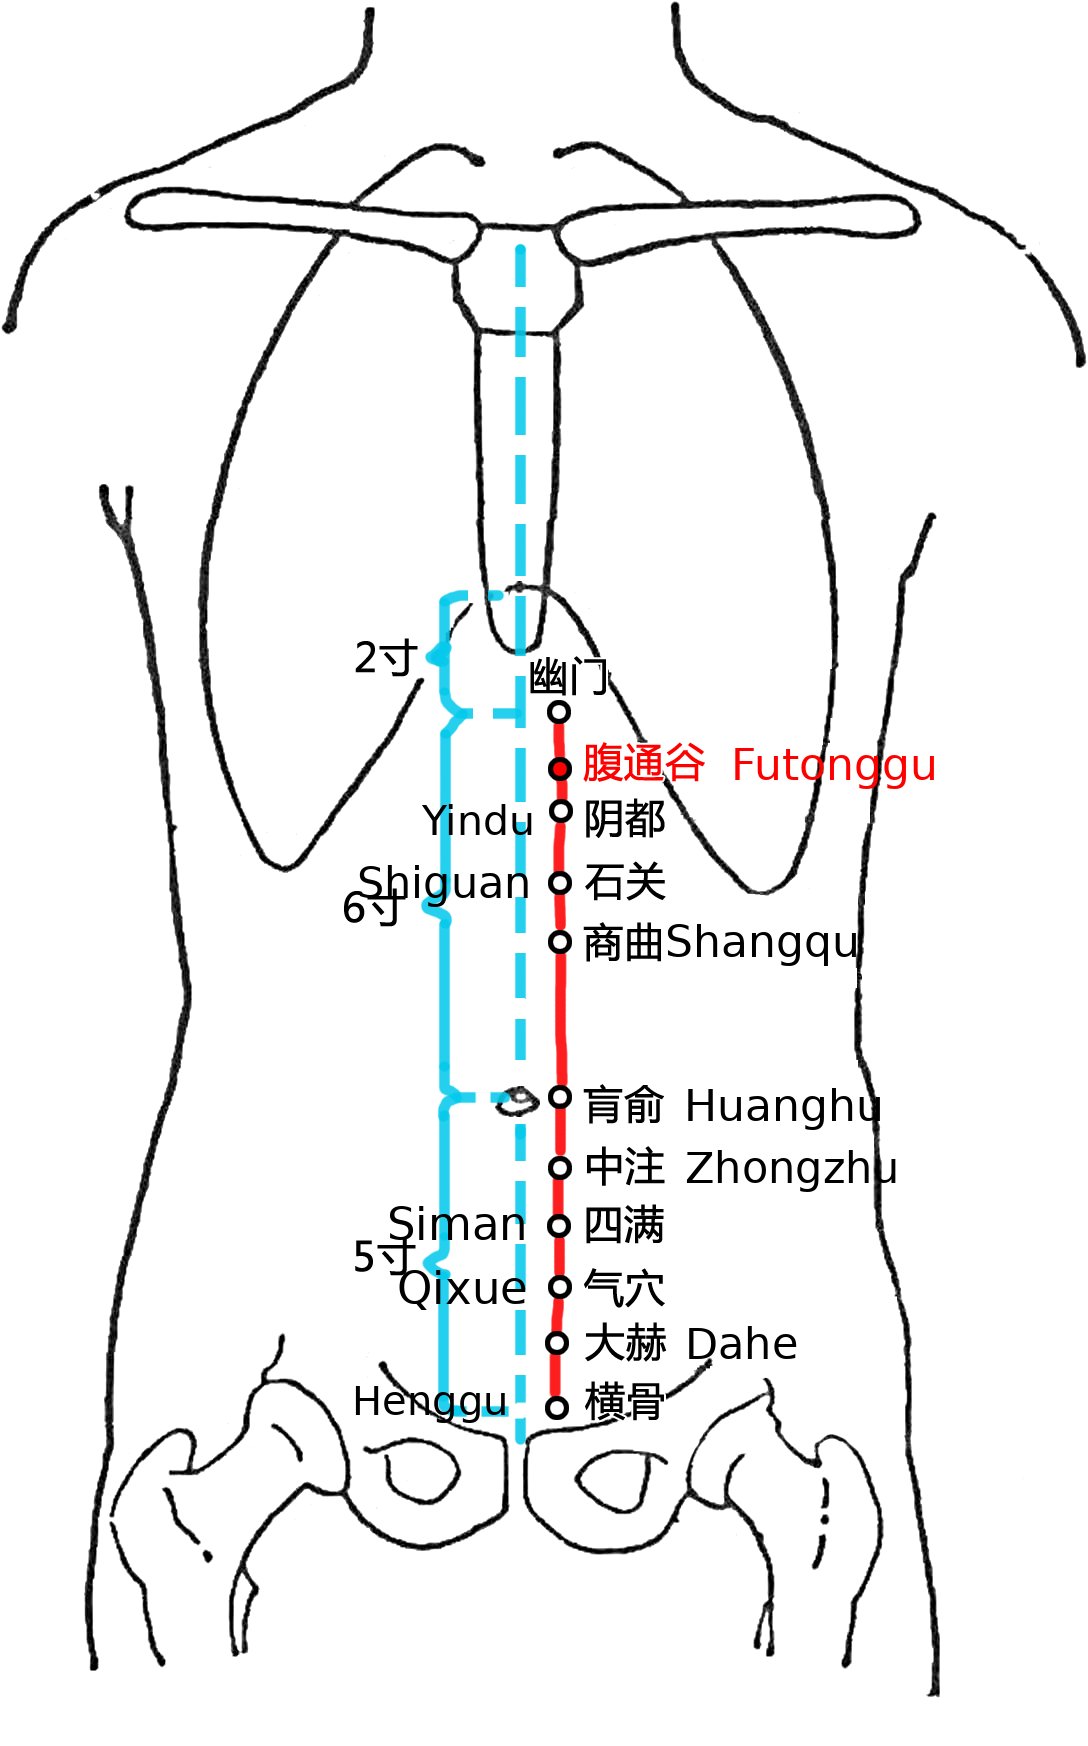 2寸
幽门
腹通谷 Futonggu
Yindu 阴都
Shiguan 石关
6寸
商曲Shangqu
肓俞 Huanghu
中注 Zhongzhu
Siman 四满
5寸
Qixue 气穴
大赫 Dahe
Henggu 横骨